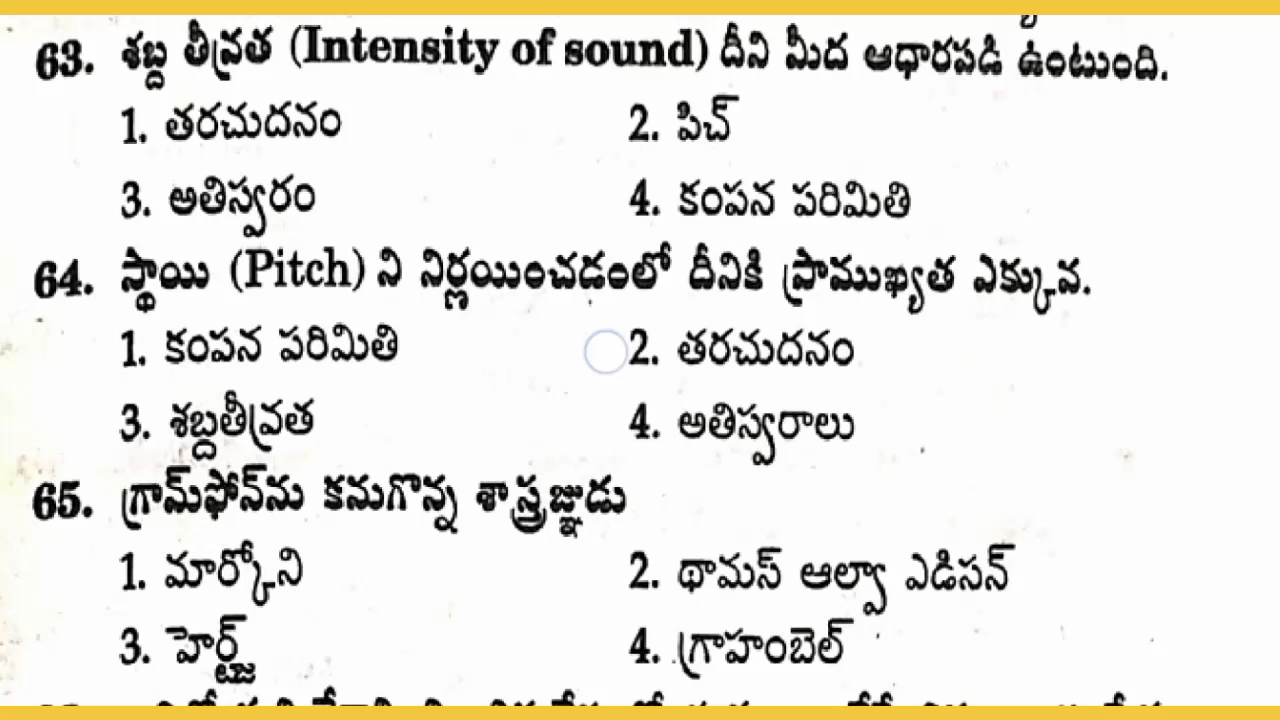 63. శబ్ద తీవ్రత (Intensity of sound) దీని మీద ఆధారపడి ఉంటుంది.
1. తరచుదనం 2. పిచ్
3. అతిస్వరం 4. కంపన పరిమితి
64. స్థాయి (Pitch) ని నిర్ణయించడంలో దీనికి ప్రాముఖ్యత ఎక్కువ.
1. కంపన పరిమితి 2. తరచుదనం
3. శబ్దతీవ్రత 4. అతిస్వరాలు
65. గ్రామ్‌ఫోన్‌ను కనుగొన్న శాస్త్రజ్ఞుడు
1. మార్కోని 2. థామస్ ఆల్వా ఎడిసన్
3. హెర్ట్జ్ 4. గ్రాహంబెల్